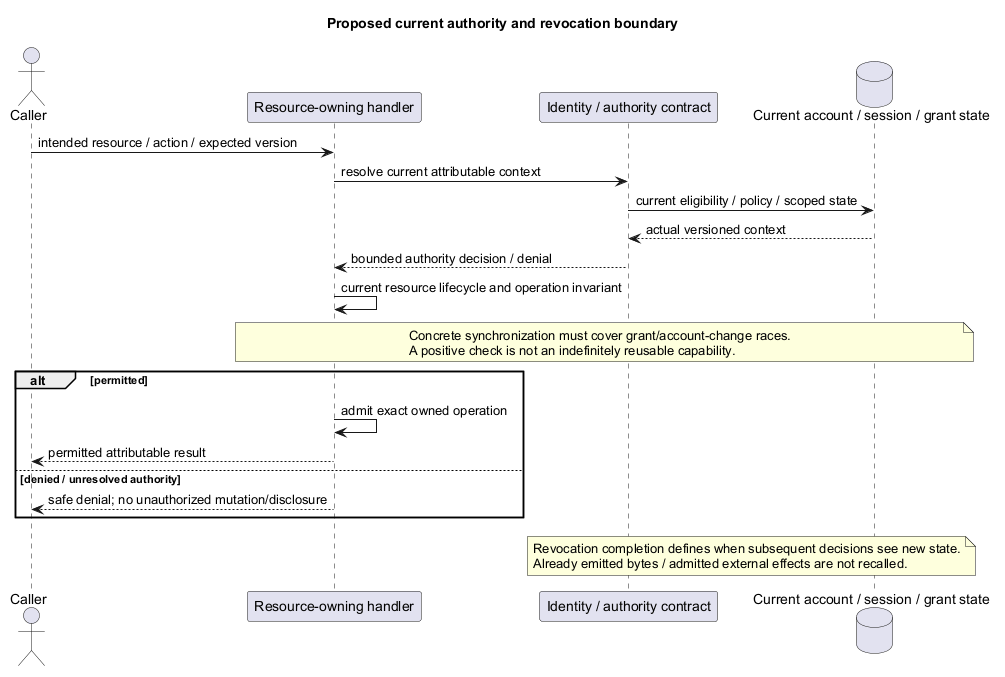 Proposed current authority and revocation boundary
Caller
Resource-owning handler
Identity / authority contract
Current account / session / grant state
intended resource / action / expected version
resolve current attributable context
current eligibility / policy / scoped state
actual versioned context
bounded authority decision / denial
current resource lifecycle and operation invariant
Concrete synchronization must cover grant/account-change races.
A positive check is not an indefinitely reusable capability.
alt
[permitted]
admit exact owned operation
permitted attributable result
[denied / unresolved authority]
safe denial; no unauthorized mutation/disclosure
Revocation completion defines when subsequent decisions see new state.
Already emitted bytes / admitted external effects are not recalled.
Caller
Resource-owning handler
Identity / authority contract
Current account / session / grant state